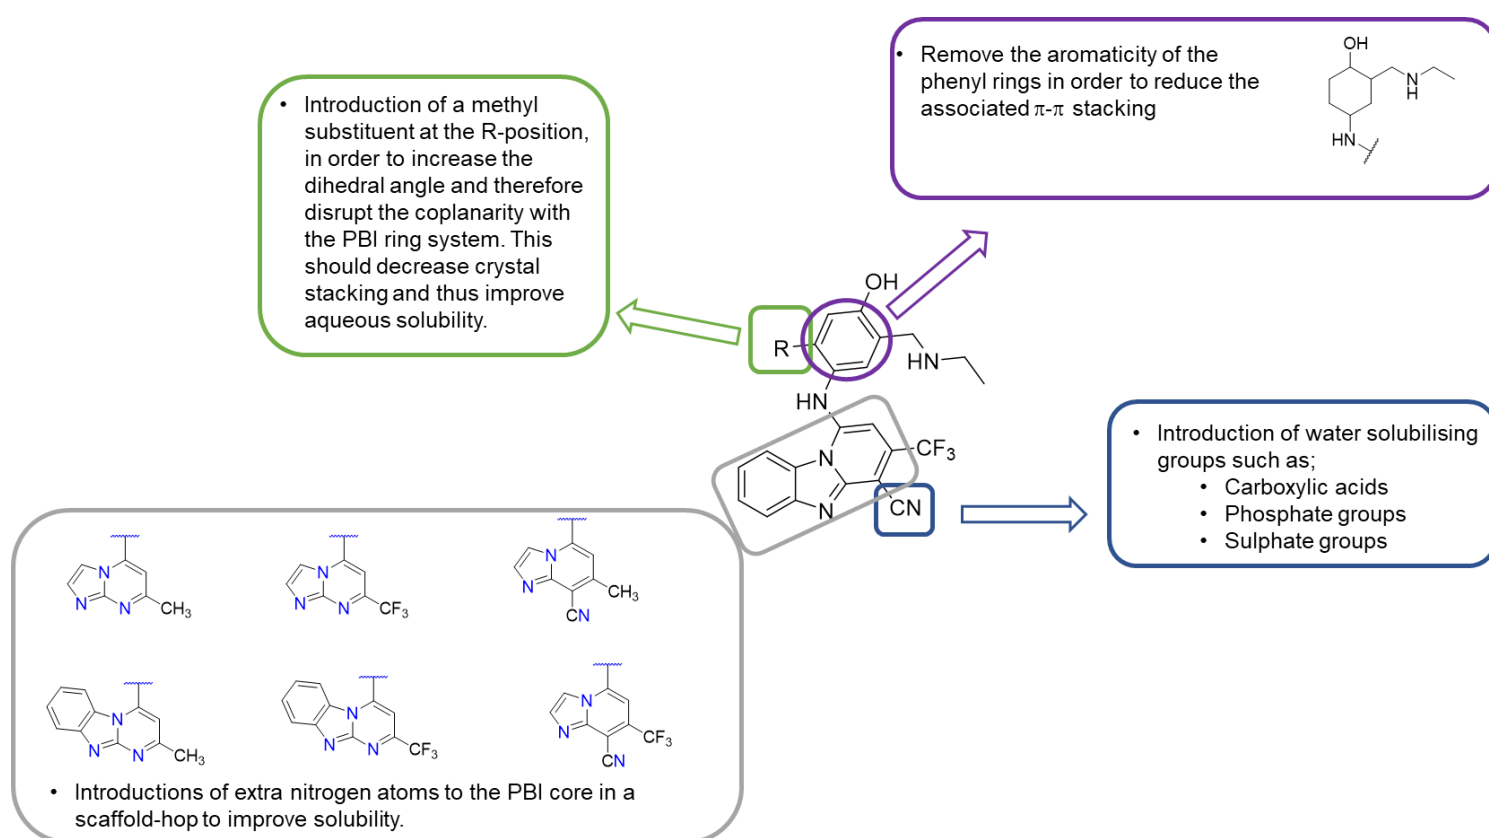 • Remove the aromaticity of the
phenyl rings in order to reduce the
associated π-π stacking
OH
N
H
HN
• Introduction of a methyl
substituent at the R-position,
in order to increase the
dihedral angle and therefore
disrupt the coplanarity with
the PBI ring system. This
should decrease crystal
stacking and thus improve
aqueous solubility.
OH
R
HN
HN
N
CF3
N
CN
• Introduction of water solubilising
groups such as;
• Carboxylic acids
• Phosphate groups
• Sulphate groups
N
N
N
CH3
N
N
N
CF3
N
N
CH3
CN
N
N
N
CH3
N
N
N
CF3
N
N
CF3
CN
• Introductions of extra nitrogen atoms to the PBI core in a
scaffold-hop to improve solubility.